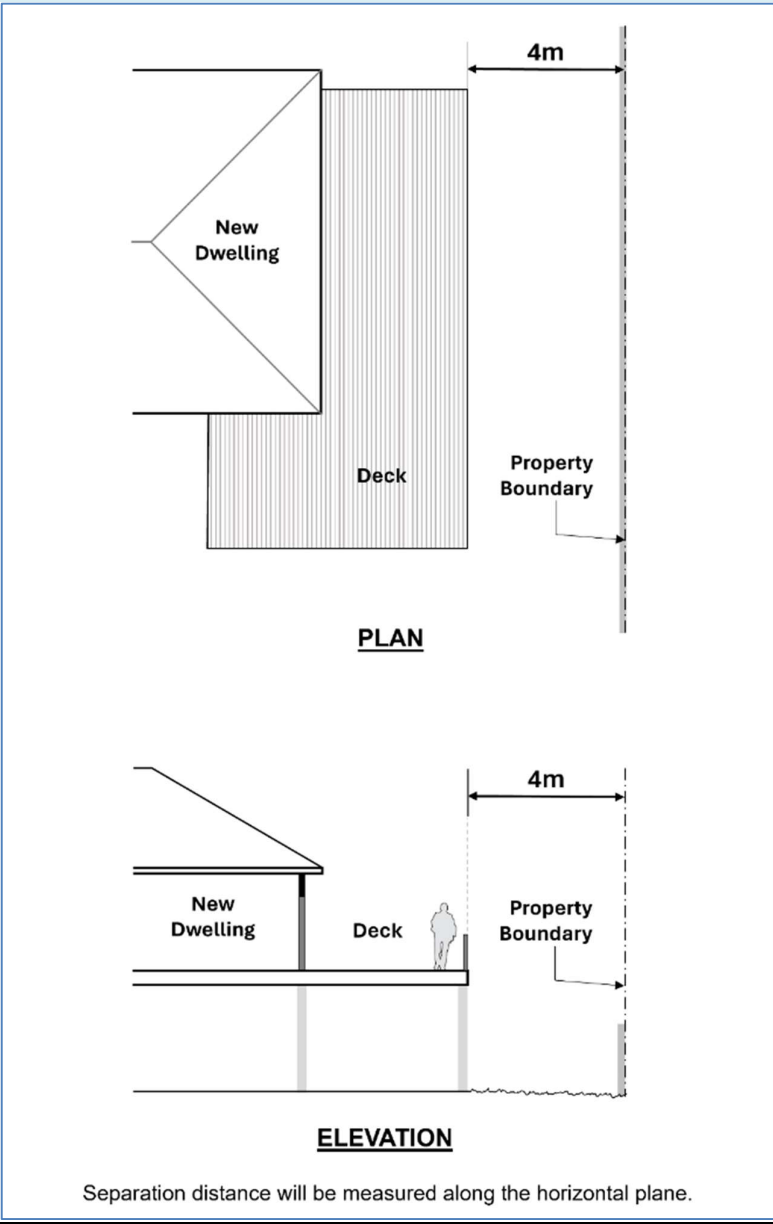 4m
New
Dwelling
Deck
Property
Boundary
PLAN
4m
New
Dwelling
Deck
Property
Boundary
ELEVATION
Separation distance will be measured along the horizontal plane.